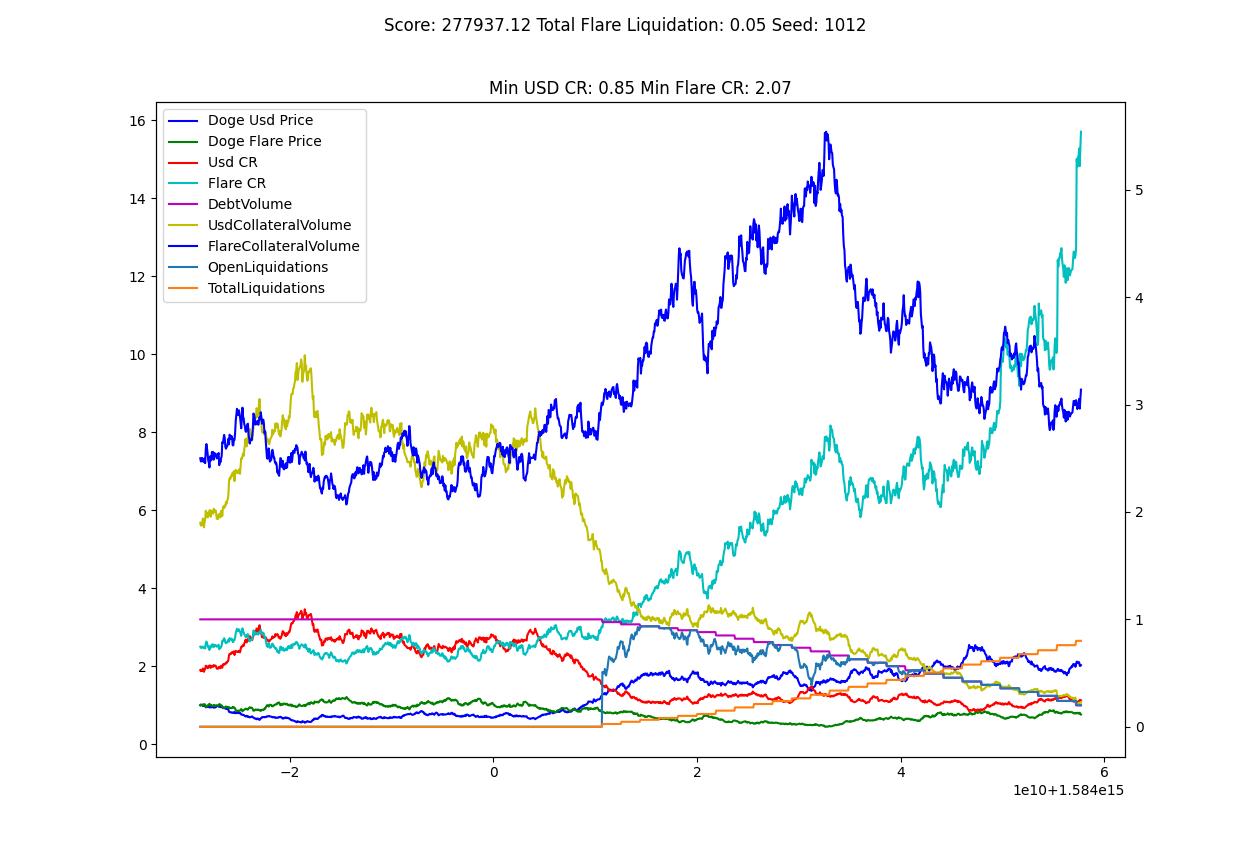 Score: 277937.12 Total Flare Liquidation: 0.05 Seed: 1012
Min USD CR: 0.85 Min Flare CR: 2.07
Doge Usd Price
Doge Flare Price
Usd CR
Flare CR
DebtVolume
UsdCollateralVolume
FlareCollateralVolume
OpenLiquidations
TotalLiquidations
16
14
12
10
8
6
4
2
0
5
4
3
2
1
0
−2 0 2 4 6
1e10+1.584e15